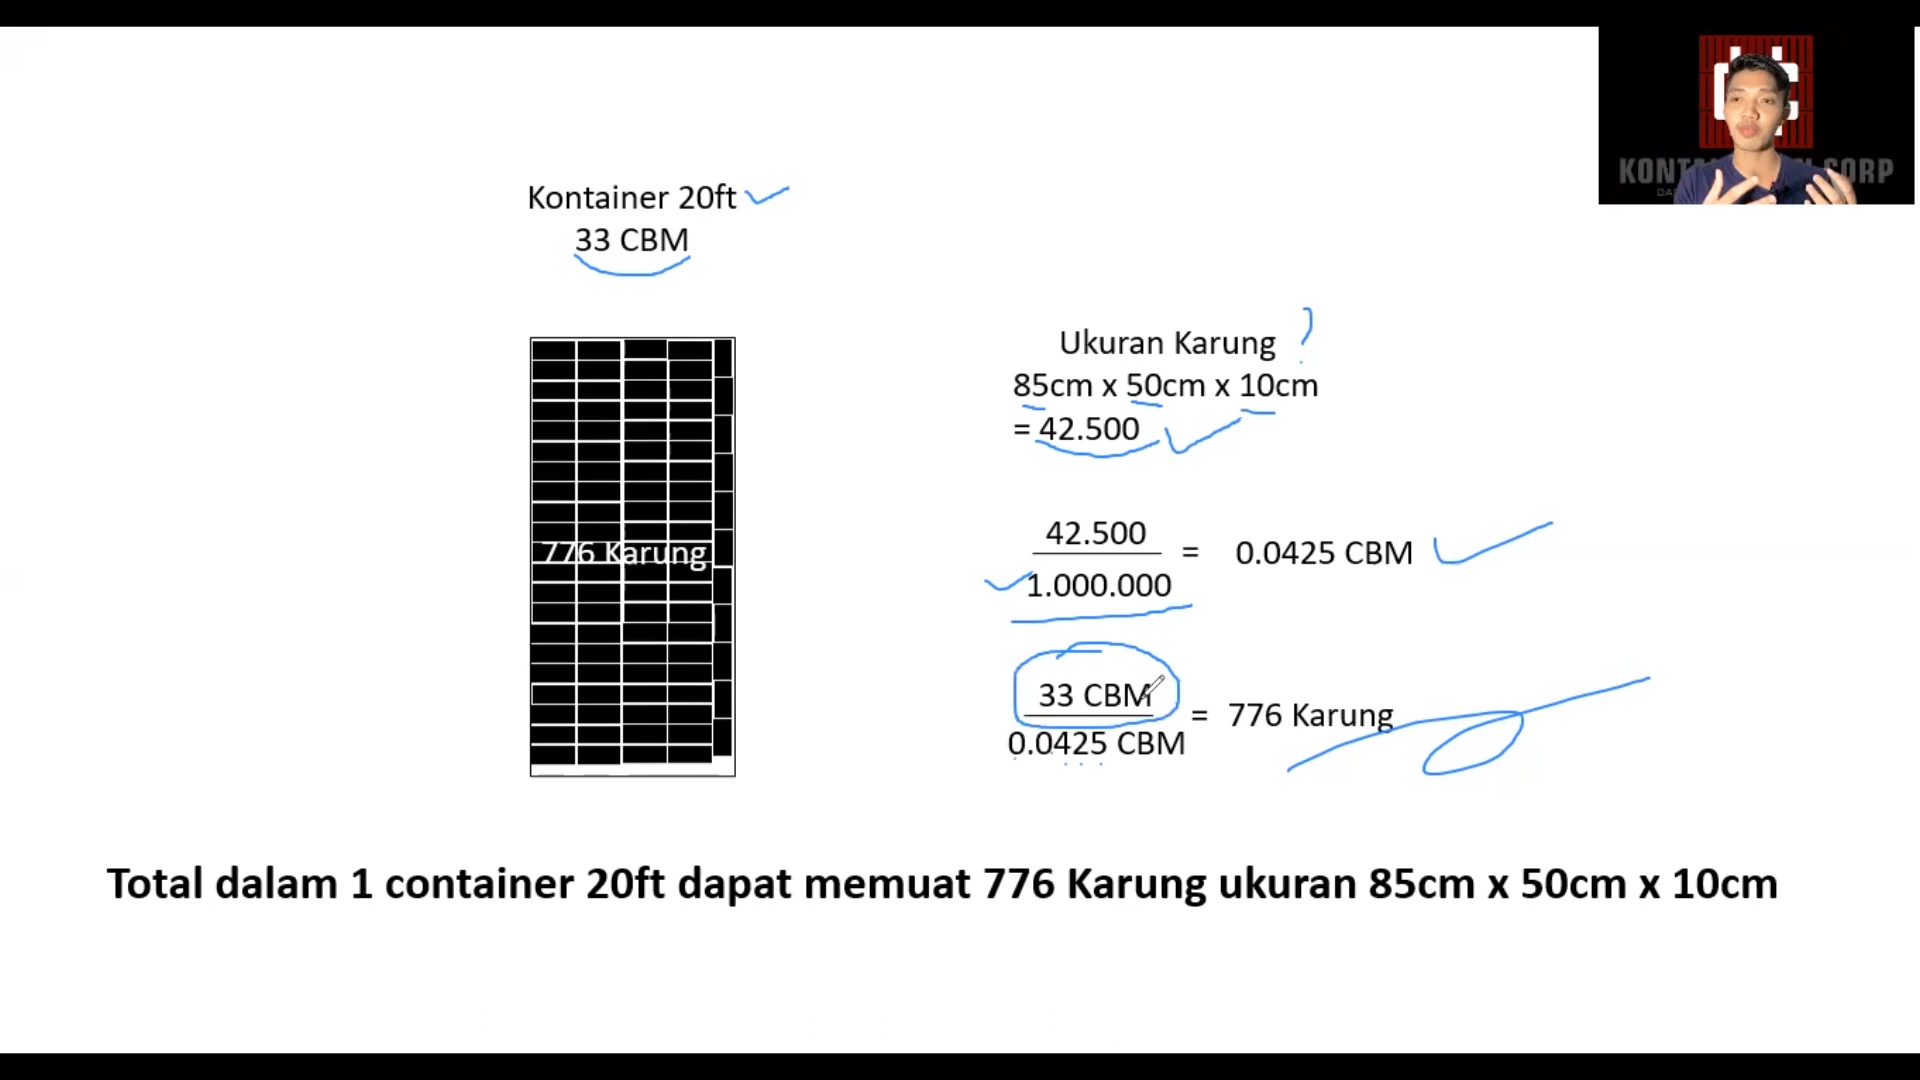 Kontainer 20ft
33 CBM
776 Karung
Ukuran Karung ?
85cm x 50cm x 10cm
= 42.500
42.500
= 0.0425 CBM
1.000.000
33 CBM
= 776 Karung
0.0425 CBM
Total dalam 1 container 20ft dapat memuat 776 Karung ukuran 85cm x 50cm x 10cm